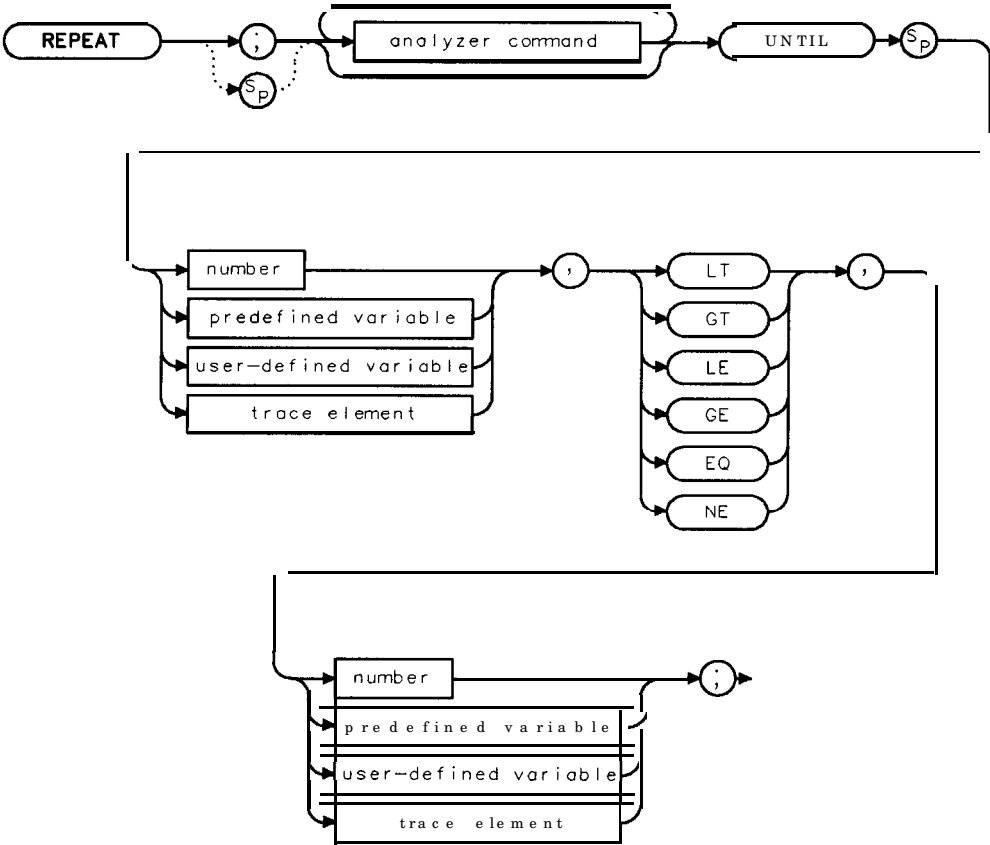 REPEAT ; analyzer command UNTIL Sp
Sp
number , LT ,
predefined variable GT
user-defined variable LE
trace element GE
EQ
NE
number ;
predefined variable
user-defined variable
trace element